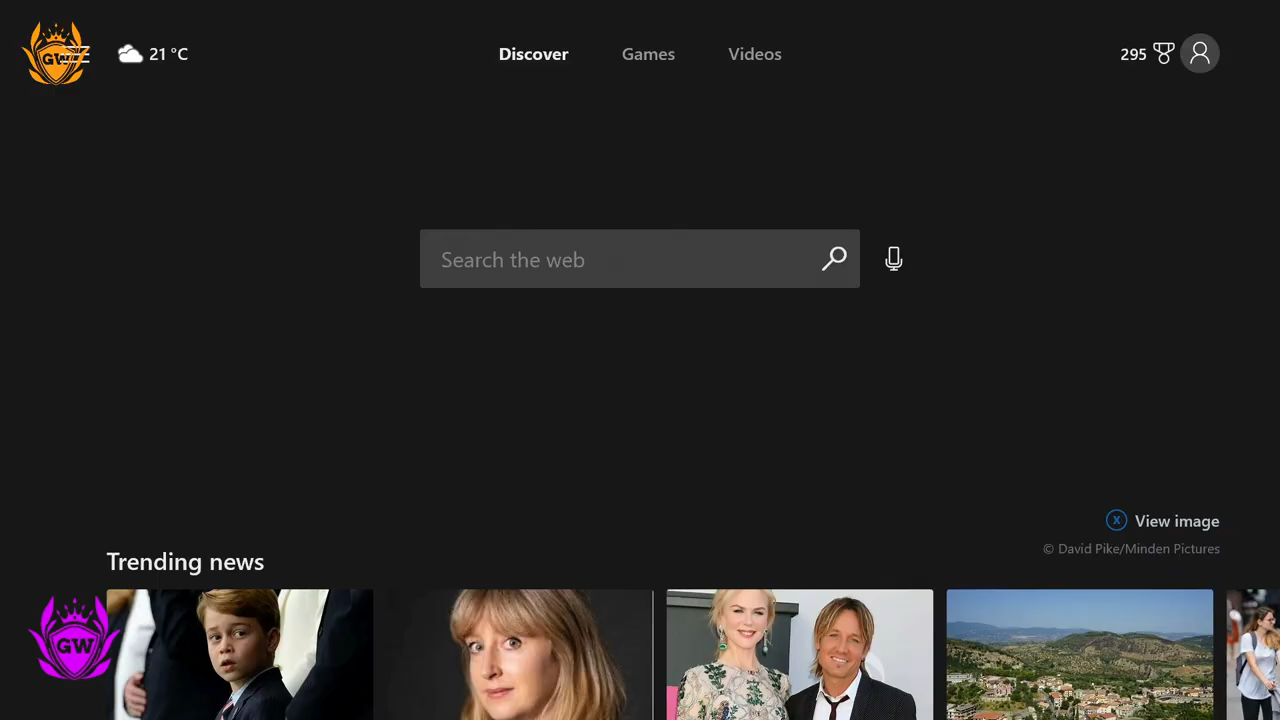 GW
21 °C
Discover
Games
Videos
295
Search the web
X
View image
© David Pike/Minden Pictures
Trending news
GW